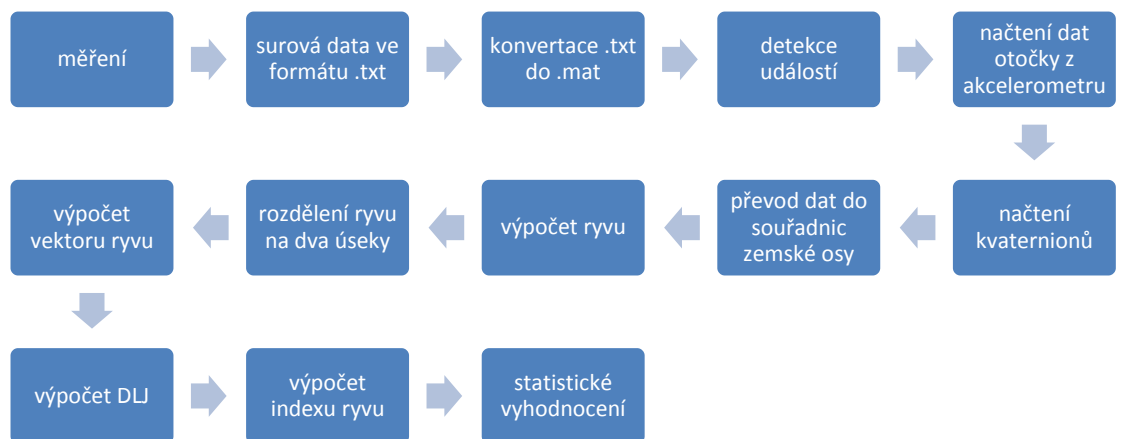 měření
surová data ve
formátu .txt
konvertace .txt
do .mat
detekce
událostí
načtení dat
otočky z
akcelerometru
načtení
kvaternionů
převod dat do
souřadnic
zemské osy
výpočet ryvu
rozdělení ryvu
na dva úseky
výpočet
vektoru ryvu
výpočet DLJ
výpočet
indexu ryvu
statistické
vyhodnocení